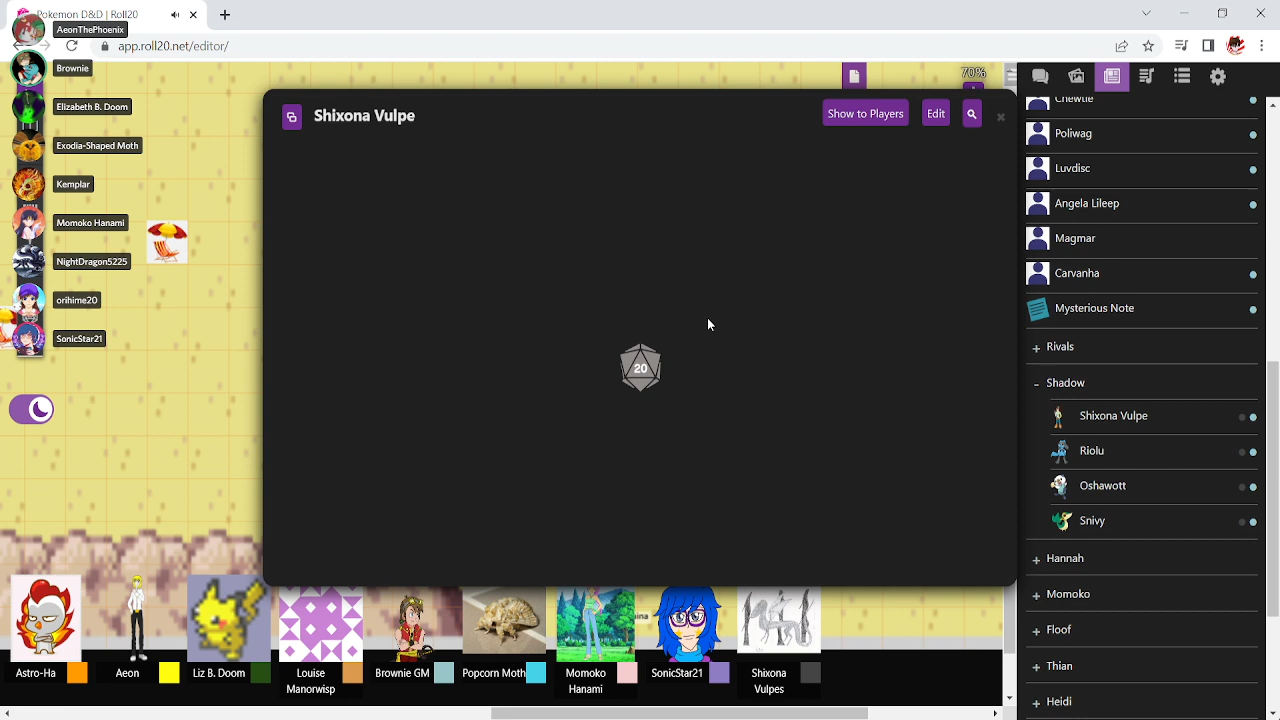 Pokemon D&D | Roll20
AeonThePhoenix
app.roll20.net/editor/
Brownie
Elizabeth B. Doom
Exodia-Shaped Moth
Kemplar
Momoko Hanami
NightDragon5225
orihime20
SonicStar21
70%
Shixona Vulpe
Show to Players
Edit
20
Chewtle
Poliwag
Luvdisc
Angela Lileep
Magmar
Carvanha
Mysterious Note
+ Rivals
- Shadow
Shixona Vulpe
Riolu
Oshawott
Snivy
+ Hannah
+ Momoko
+ Floof
+ Thian
+ Heidi
Astro-Ha
Aeon
Liz B. Doom
Louise
Manorwisp
Brownie GM
Popcorn Moth
Momoko
Hanami
SonicStar21
Shixona
Vulpes